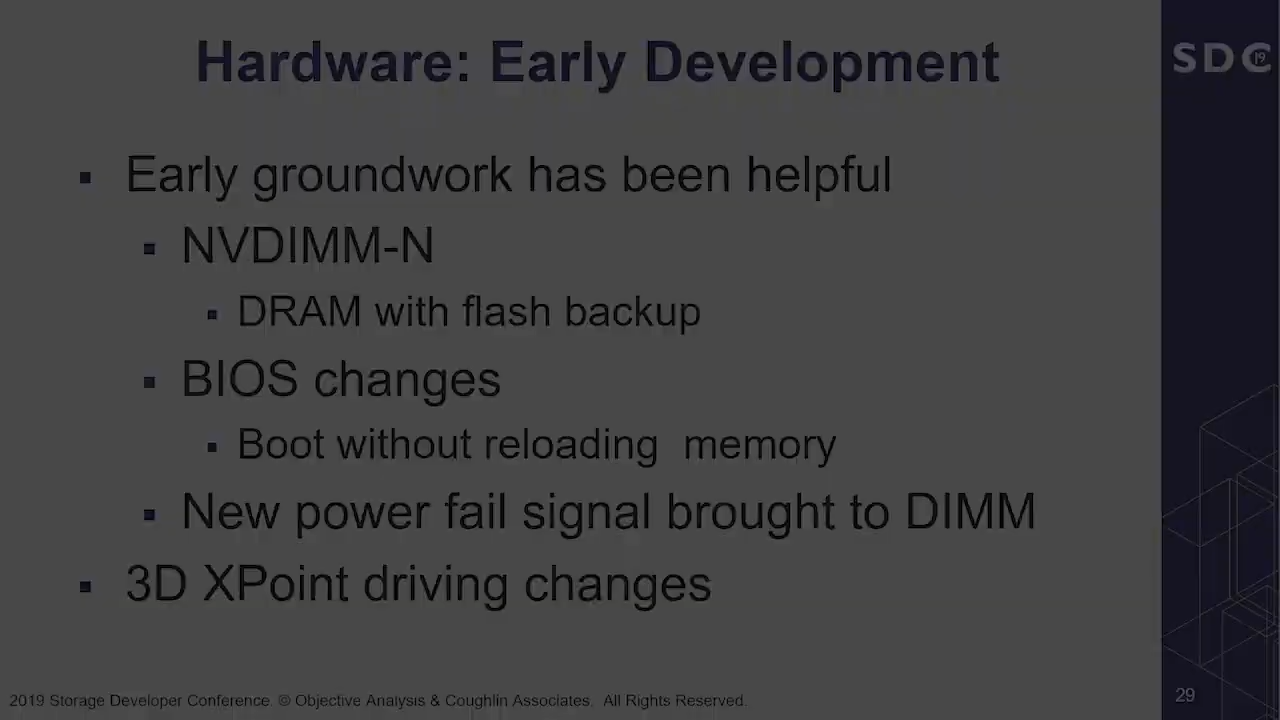 Hardware: Early Development
SDC 19
▪ Early groundwork has been helpful
▪ NVDIMM-N
▪ DRAM with flash backup
▪ BIOS changes
▪ Boot without reloading  memory
▪ New power fail signal brought to DIMM
▪ 3D XPoint driving changes
2019 Storage Developer Conference. © Objective Analysis & Coughlin Associates.  All Rights Reserved.
29